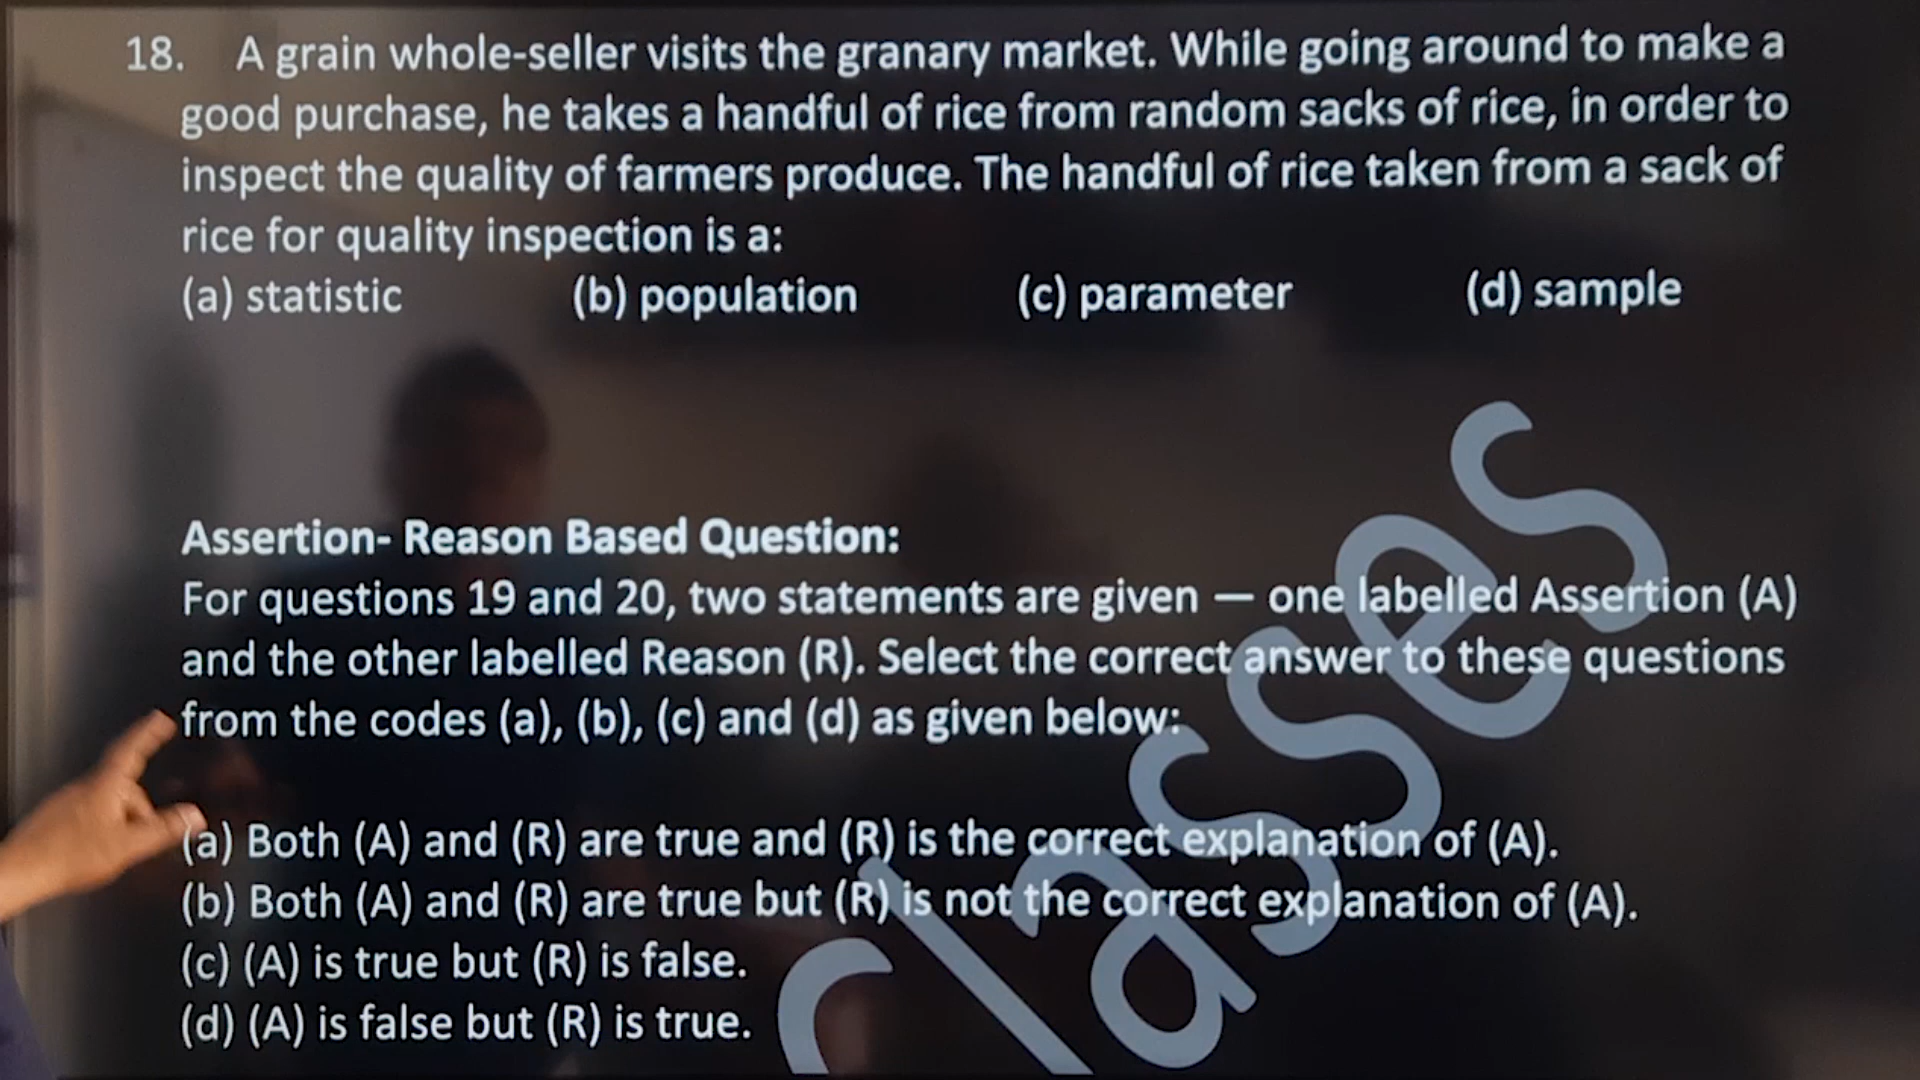 18. A grain whole-seller visits the granary market. While going around to make a
good purchase, he takes a handful of rice from random sacks of rice, in order to
inspect the quality of farmers produce. The handful of rice taken from a sack of
rice for quality inspection is a:
(a) statistic (b) population (c) parameter (d) sample
Assertion- Reason Based Question:
For questions 19 and 20, two statements are given — one labelled Assertion (A)
and the other labelled Reason (R). Select the correct answer to these questions
from the codes (a), (b), (c) and (d) as given below:
(a) Both (A) and (R) are true and (R) is the correct explanation of (A).
(b) Both (A) and (R) are true but (R) is not the correct explanation of (A).
(c) (A) is true but (R) is false.
(d) (A) is false but (R) is true.
Classes